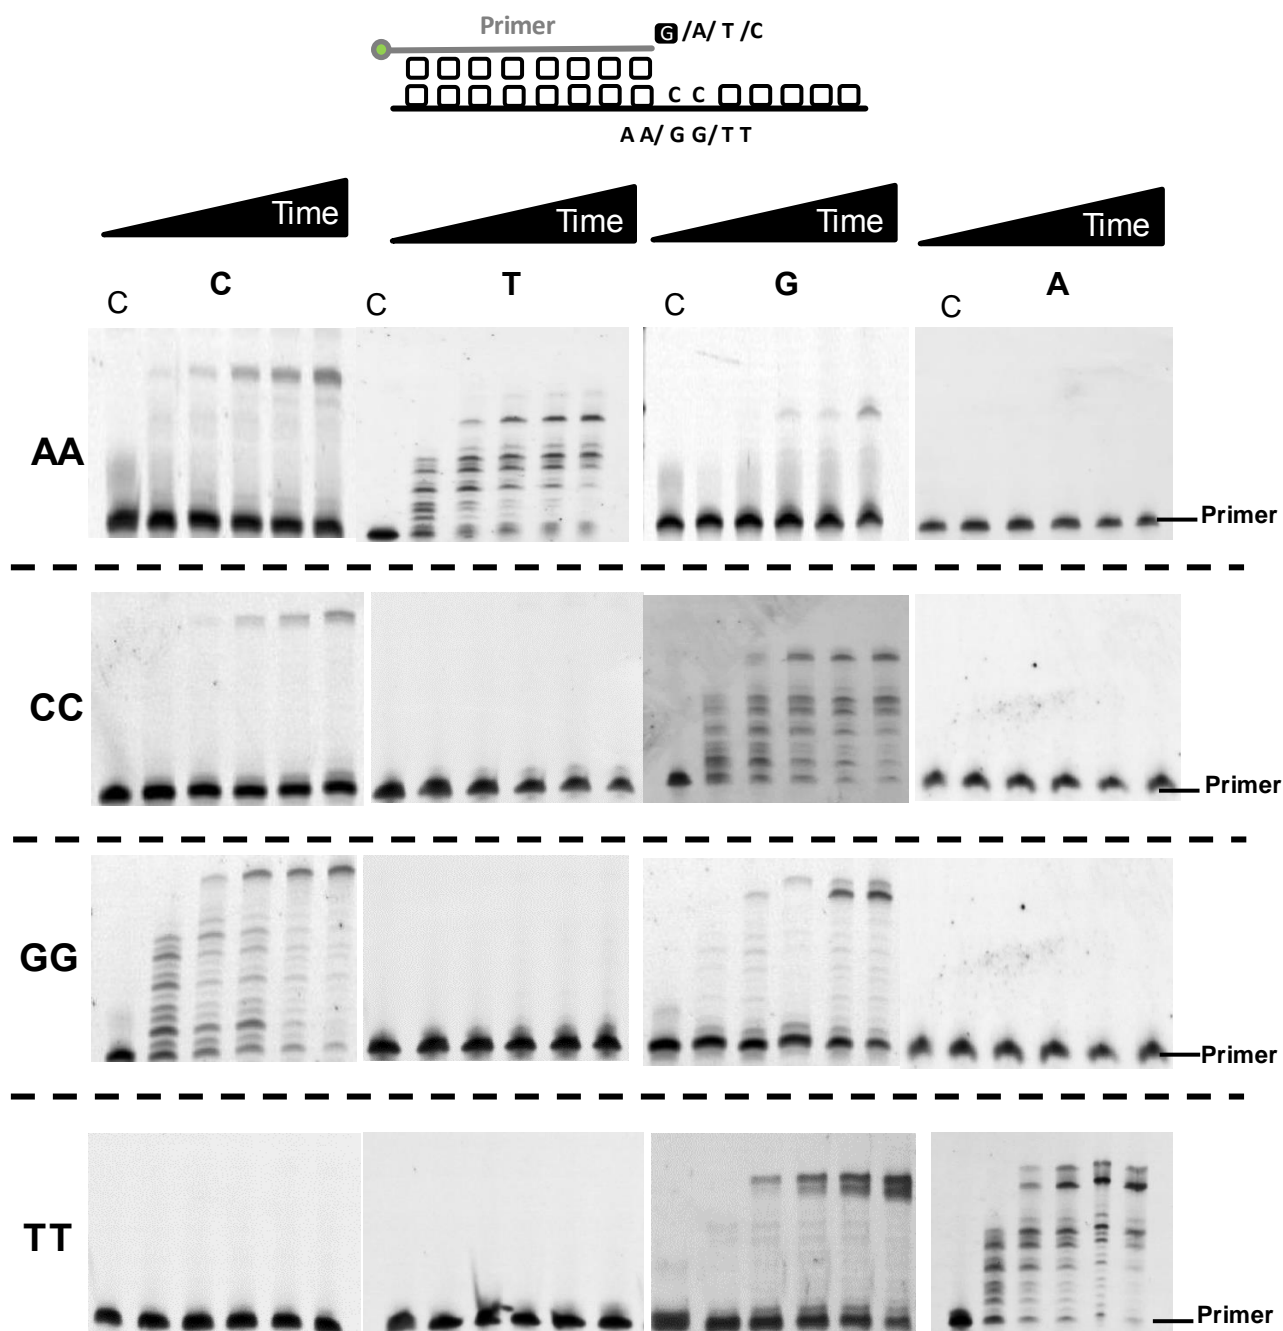 Primer
G /A/ T /C
C C
A A/ G G/ T T
Time Time Time Time
C T G A
C C C C
AA
Primer
CC
Primer
GG
Primer
TT
Primer